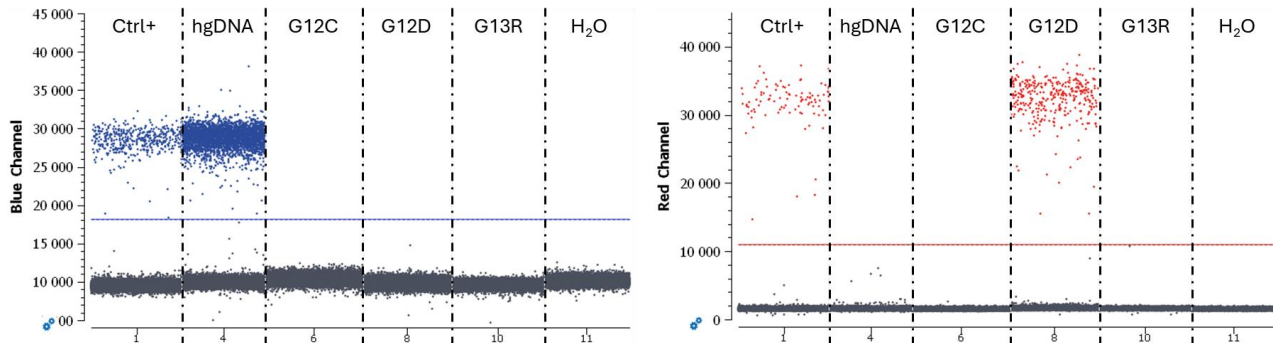 Blue Channel
45 000
40 000
35 000
30 000
25 000
20 000
15 000
10 000
00
Ctrl+ hgDNA G12C G12D G13R H₂O
1 4 6 8 10 11
Red Channel
40 000
30 000
20 000
10 000
0
Ctrl+ hgDNA G12C G12D G13R H₂O
1 4 6 8 10 11